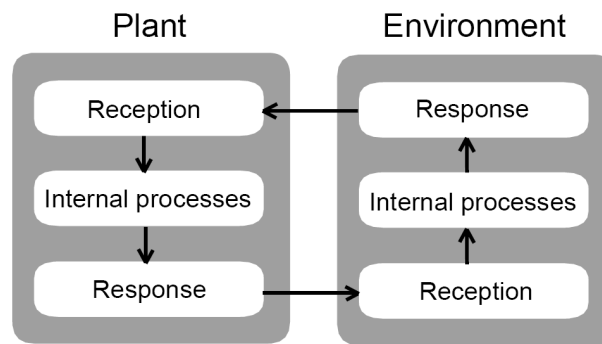 Plant
Environment
Reception
Response
Internal processes
Internal processes
Response
Reception